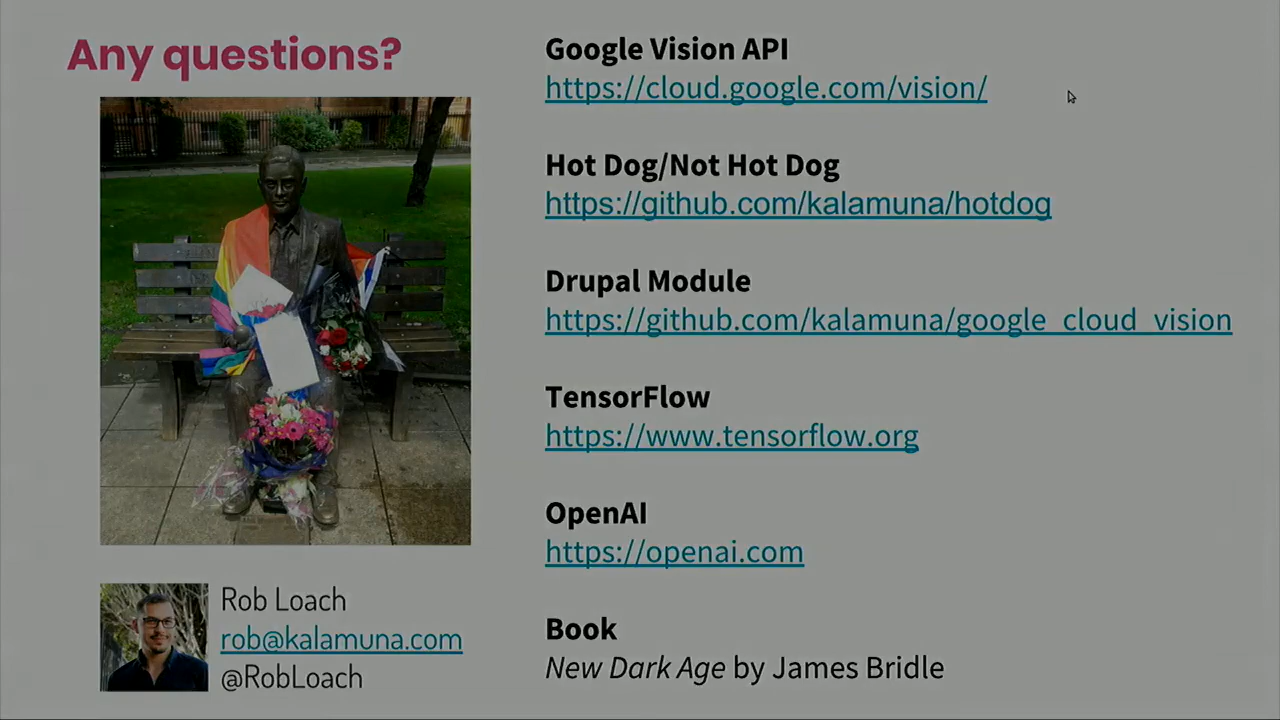 Any questions?
Rob Loach
rob@kalamuna.com
@RobLoach
Google Vision API
https://cloud.google.com/vision/
Hot Dog/Not Hot Dog
https://github.com/kalamuna/hotdog
Drupal Module
https://github.com/kalamuna/google_cloud_vision
TensorFlow
https://www.tensorflow.org
OpenAI
https://openai.com
Book
New Dark Age by James Bridle